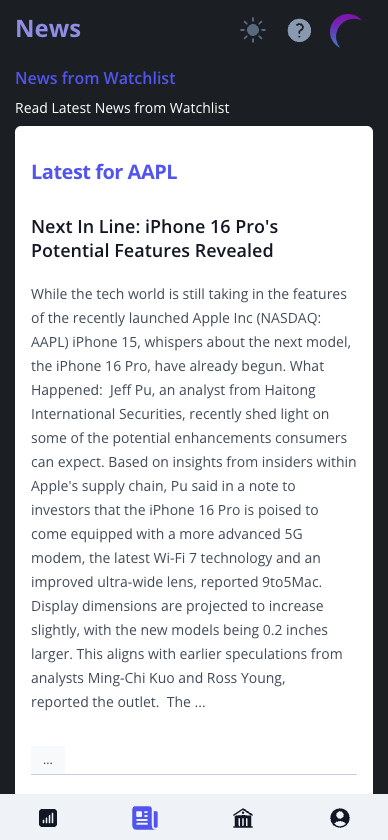 News
?
News from Watchlist
Read Latest News from Watchlist
Latest for AAPL
Next In Line: iPhone 16 Pro's
Potential Features Revealed
While the tech world is still taking in the features
of the recently launched Apple Inc (NASDAQ:
AAPL) iPhone 15, whispers about the next model,
the iPhone 16 Pro, have already begun. What
Happened:  Jeff Pu, an analyst from Haitong
International Securities, recently shed light on
some of the potential enhancements consumers
can expect. Based on insights from insiders within
Apple's supply chain, Pu said in a note to
investors that the iPhone 16 Pro is poised to
come equipped with a more advanced 5G
modem, the latest Wi-Fi 7 technology and an
improved ultra-wide lens, reported 9to5Mac.
Display dimensions are projected to increase
slightly, with the new models being 0.2 inches
larger. This aligns with earlier speculations from
analysts Ming-Chi Kuo and Ross Young,
reported the outlet.  The ...
...